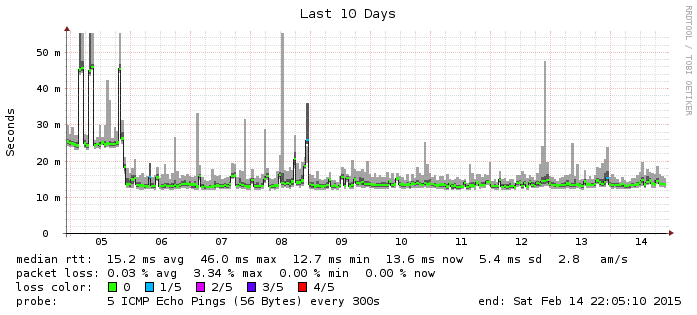 Last 10 Days
RRDTOOL / TOBI OETIKER
Seconds
50 m
40 m
30 m
20 m
10 m
0
05 06 07 08 09 10 11 12 13 14
median rtt: 15.2 ms avg 46.0 ms max 12.7 ms min 13.6 ms now 5.4 ms sd 2.8 am/s
packet loss: 0.03 % avg 3.34 % max 0.00 % min 0.00 % now
loss color: 0 1/5 2/5 3/5 4/5
probe: 5 ICMP Echo Pings (56 Bytes) every 300s end: Sat Feb 14 22:05:10 2015